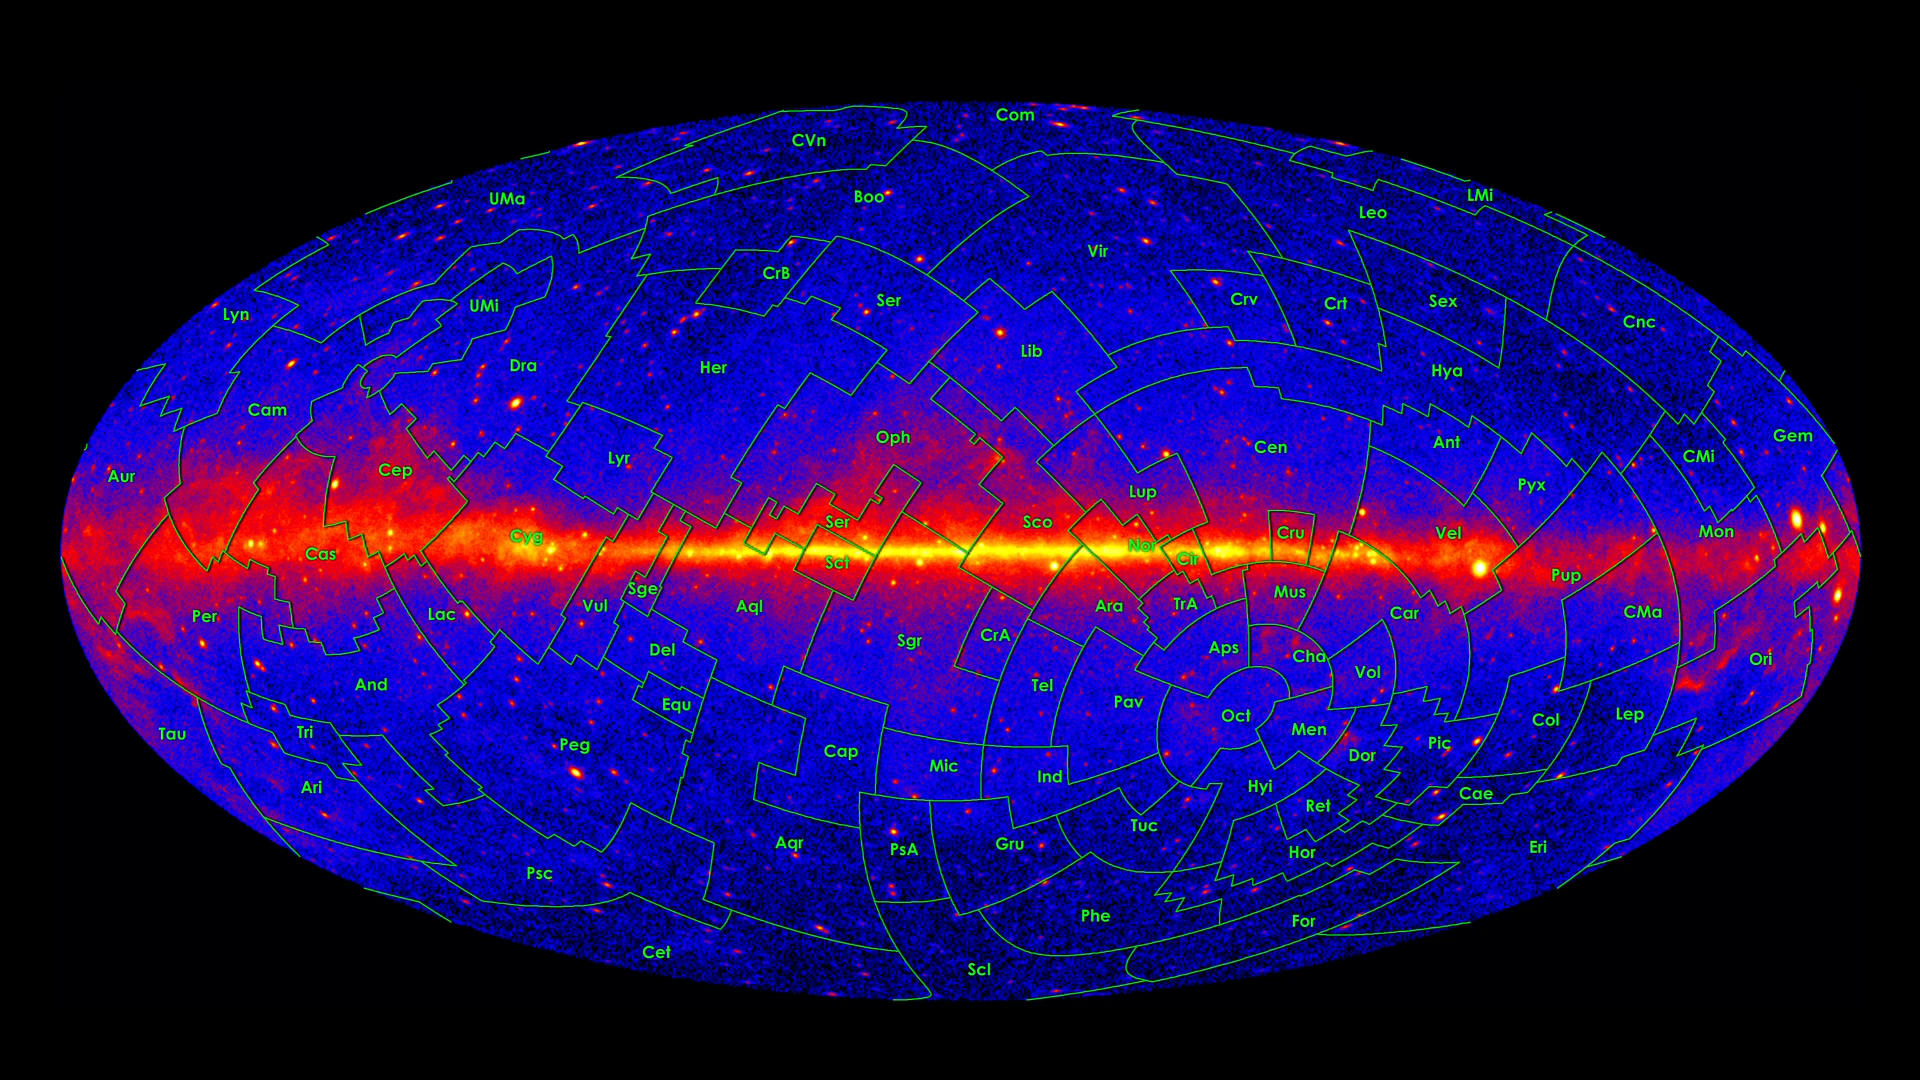 Com
CVn
UMa
Boo
LMi
Leo
Vir
CrB
Ser
Crv
Crt
Sex
UMi
Lyn
Cnc
Lib
Dra
Her
Hya
Cam
Oph
Gem
Ant
Cen
Lyr
CMi
Cep
Aur
Pyx
Lup
Ser
Sco
Cru
Vel
Mon
Cyg
Nor
Cas
Cir
Sct
Pup
Sge
Mus
TrA
Vul
Aql
Ara
Car
CMa
Per
Lac
CrA
Sgr
Aps
Del
Cha
Ori
Vol
And
Tel
Equ
Pav
Oct
Lep
Col
Men
Tri
Tau
Pic
Peg
Cap
Dor
Mic
Ind
Hyi
Ari
Cae
Ret
Tuc
Aqr
Gru
Eri
PsA
Hor
Psc
Phe
For
Cet
Scl